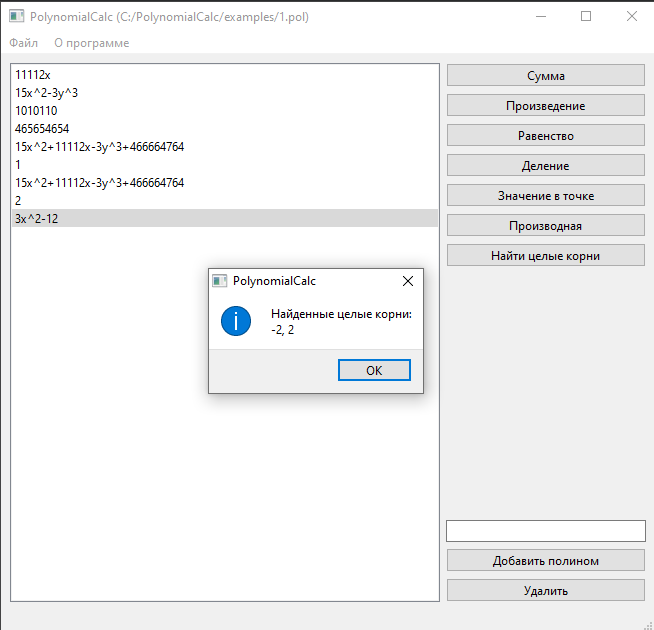 PolynomialCalc (C:/PolynomialCalc/examples/1.pol)
Файл О программе
11112x
15x^2-3y^3
1010110
465654654
15x^2+11112x-3y^3+466664764
1
15x^2+11112x-3y^3+466664764
2
3x^2-12
Сумма
Произведение
Равенство
Деление
Значение в точке
Производная
Найти целые корни
PolynomialCalc
Найденные целые корни:
-2, 2
OK
Добавить полином
Удалить